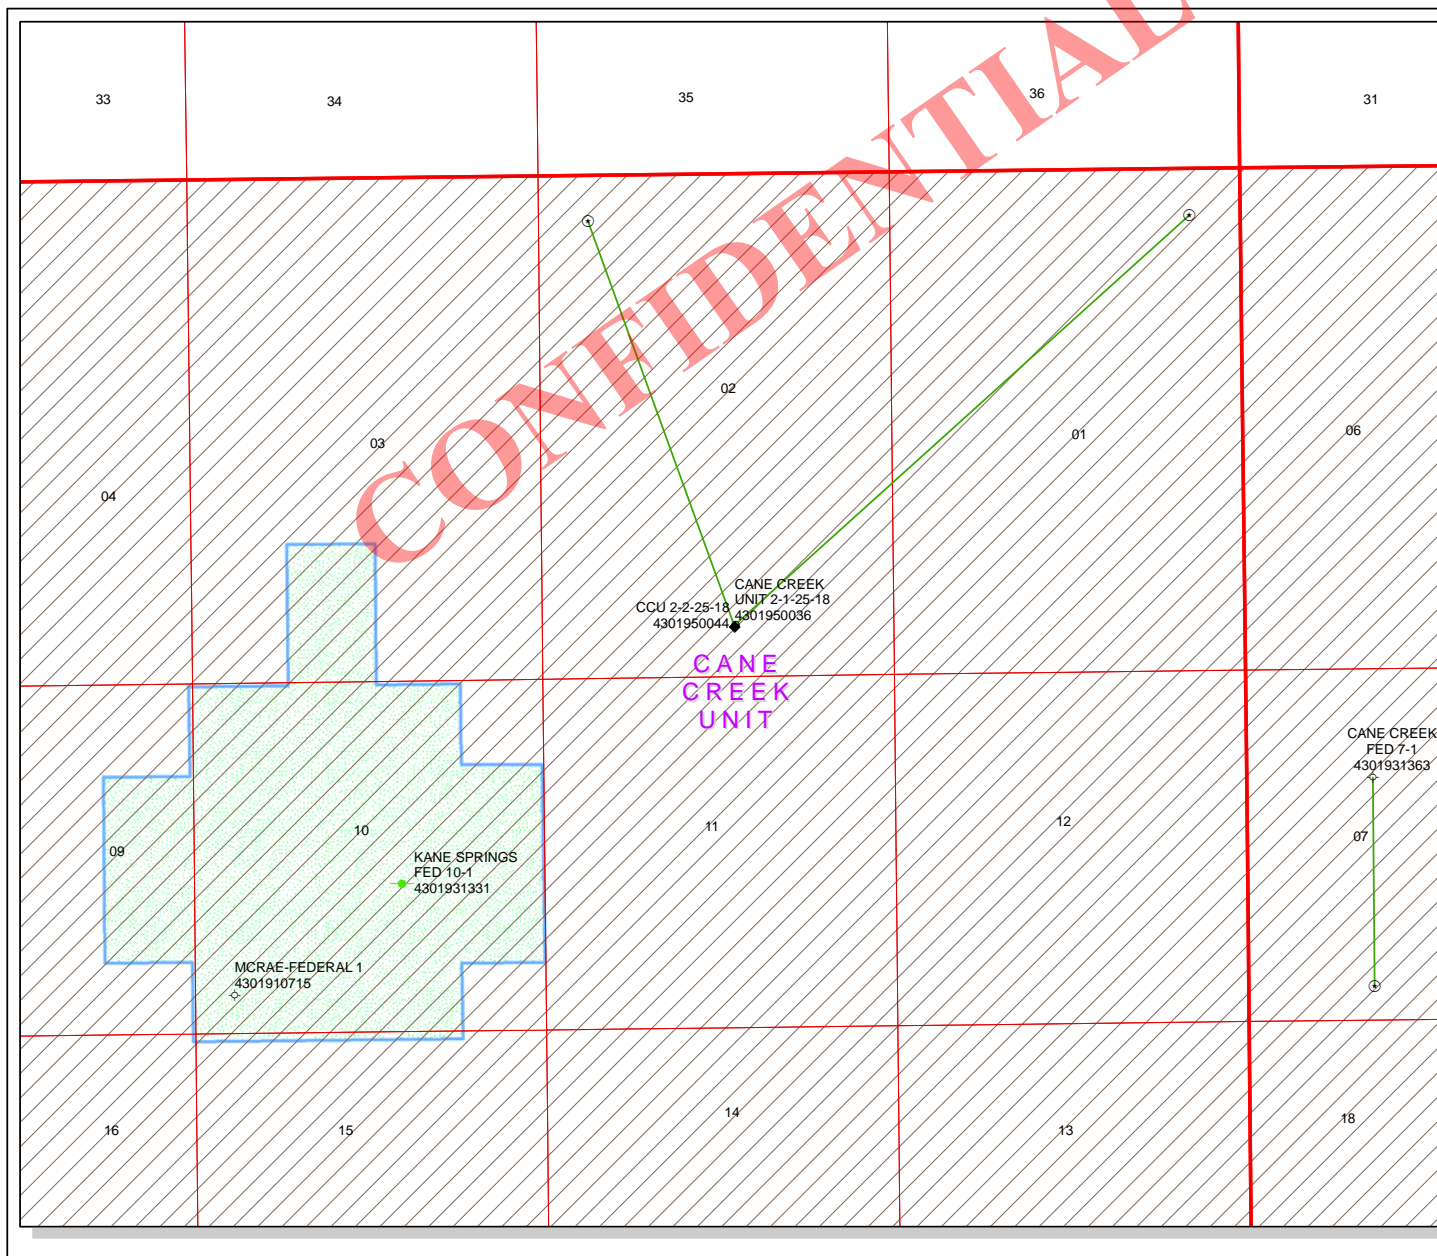 CONFIDENTIAL
33
34
35
36
31
02
03
01
06
04
CANE CREEK
UNIT 2-1-25-18
4301950036
CCU 2-2-25-18
4301950044
CANE
CREEK
UNIT
CANE CREEK
FED 7-1
4301931363
09
10
11
12
07
KANE SPRINGS
FED 10-1
4301931331
MCRAE-FEDERAL 1
4301910715
16
15
14
13
18